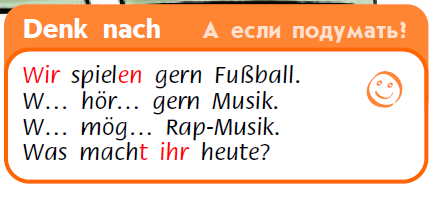 Denk nach А если подумать?
Wir spielen gern Fußball.
W... hör... gern Musik.
W... mög... Rap-Musik.
Was macht ihr heute?